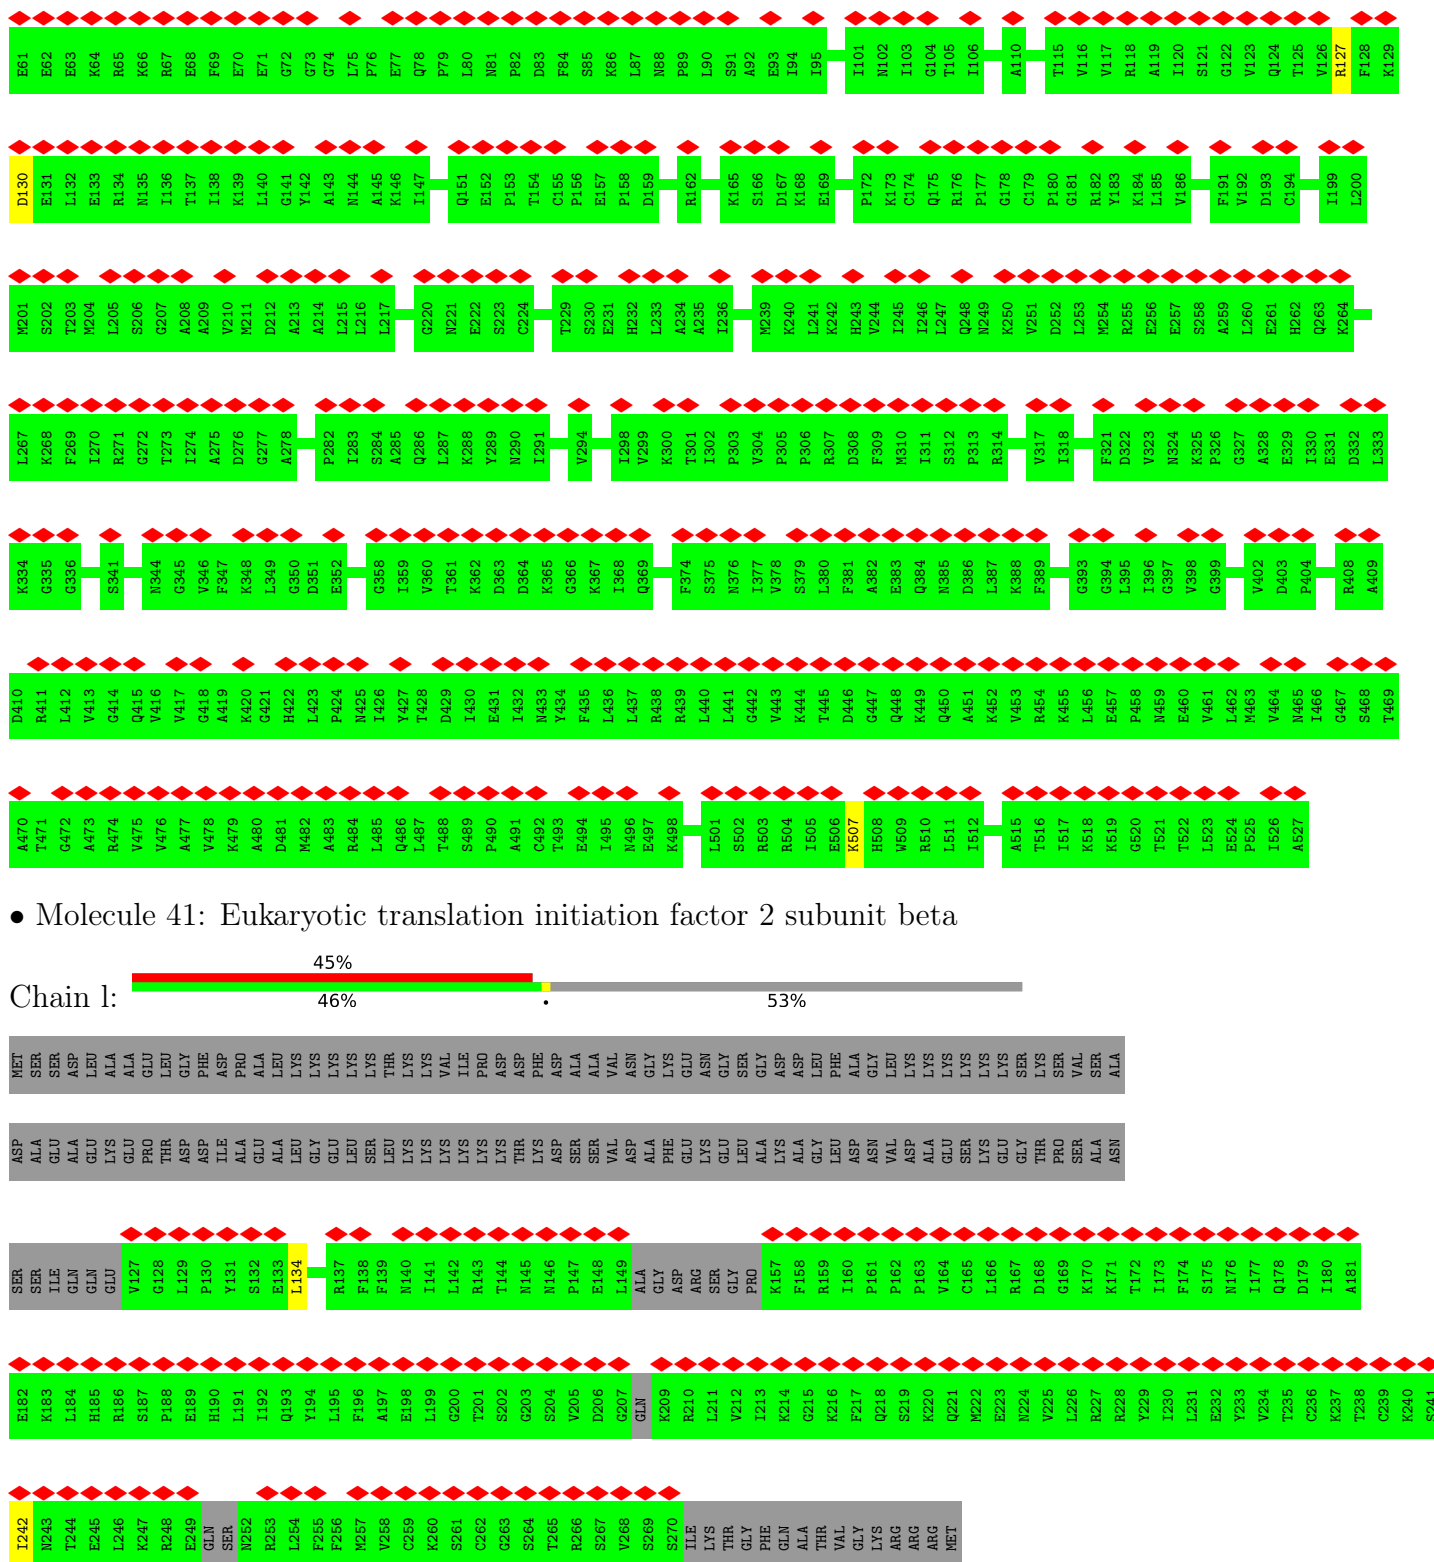 E61 E62 E63 K64 R65 K66 R67 E68 F69 E70 E71 G72 G73 G74 L75 P76 E77 Q78 P79 L80 N81 P82 D83 F84 S85 K86 L87 N88 P89 L90 S91 A92 E93 I94 I95 I101 N102 I103 G104 T105 I106 A110 T115 V116 V117 R118 A119 I120 S121 G122 V123 Q124 T125 V126 R127 F128 K129
D130 E131 L132 E133 R134 N135 I136 T137 I138 K139 L140 G141 Y142 A143 N144 A145 K146 I147 Q151 E152 P153 T154 C155 P156 E157 P158 D159 R162 K165 S166 D167 K168 E169 P172 K173 C174 Q175 R176 P177 G178 C179 P180 G181 R182 Y183 K184 L185 V186 F191 V192 D193 C194 I199 L200
M201 S202 T203 M204 L205 S206 G207 A208 A209 V210 M211 D212 A213 A214 L215 L216 L217 G220 N221 E222 S223 C224 T229 S230 E231 H232 L233 A234 A235 I236 M239 K240 L241 K242 H243 V244 I245 I246 L247 Q248 N249 K250 V251 D252 L253 M254 R255 E256 E257 S258 A259 L260 E261 H262 Q263 K264
L267 K268 F269 I270 R271 G272 T273 I274 A275 D276 G277 A278 P282 I283 S284 A285 Q286 L287 K288 Y289 N290 I291 V294 I298 V299 K300 T301 I302 P303 V304 P305 P306 R307 D308 F309 M310 I311 S312 P313 R314 V317 I318 F321 D322 V323 N324 K325 P326 G327 A328 E329 I330 E331 D332 L333
K334 G335 G336 S341 N344 G345 V346 F347 K348 L349 G350 D351 E352 G358 I359 V360 T361 K362 D363 D364 K365 G366 K367 I368 Q369 F374 S375 N376 I377 V378 S379 L380 F381 A382 E383 Q384 N385 D386 L387 K388 F389 G393 G394 L395 I396 G397 V398 G399 V402 D403 P404 R408 A409
D410 R411 L412 V413 G414 Q415 V416 V417 G418 A419 K420 G421 H422 L423 P424 N425 I426 Y427 T428 D429 I430 E431 I432 N433 Y434 F435 L436 L437 R438 R439 L440 L441 G442 V443 K444 T445 D446 G447 Q448 K449 Q450 A451 K452 V453 R454 K455 L456 E457 P458 N459 E460 V461 L462 M463 V464 N465 I466 G467 S468 T469
A470 T471 G472 A473 R474 V475 V476 A477 V478 K479 A480 D481 M482 A483 R484 L485 Q486 L487 T488 S489 P490 A491 C492 T493 E494 I495 N496 E497 K498 L501 S502 R503 R504 I505 E506 K507 H508 W509 R510 L511 I512 A515 T516 I517 K518 K519 G520 T521 T522 L523 E524 P525 I526 A527
• Molecule 41: Eukaryotic translation initiation factor 2 subunit beta
45%
Chain l:
46% • 53%
MET SER SER ASP LEU ALA ALA GLU LEU GLY PHE ASP PRO ALA LEU LYS LYS LYS LYS LYS THR LYS LYS VAL ILE PRO ASP ASP PHE ASP ALA ALA VAL ASN GLY LYS GLU ASN GLY SER GLY ASP ASP LEU PHE ALA GLY LEU LYS LYS LYS LYS LYS LYS SER LYS SER VAL SER ALA
ASP ALA GLU ALA GLU LYS GLU PRO THR ASP ASP ILE ALA GLU ALA LEU GLY GLU LEU SER LEU LYS LYS LYS LYS LYS LYS THR LYS ASP SER SER VAL ASP ALA PHE GLU LYS GLU LEU ALA LYS ALA GLY LEU ASP ASN VAL ASP ALA GLU SER LYS GLU GLY THR PRO SER ALA ASN
SER SER ILE GLN GLN GLU V127 G128 L129 P130 Y131 S132 E133 L134 R137 F138 F139 N140 I141 L142 R143 T144 N145 N146 P147 E148 L149 ALA GLY ASP ARG SER GLY PRO K157 F158 R159 I160 P161 P162 P163 V164 C165 L166 R167 D168 G169 K170 K171 T172 I173 F174 S175 N176 I177 Q178 D179 I180 A181
E182 K183 L184 H185 R186 S187 P188 E189 H190 L191 I192 Q193 Y194 L195 F196 A197 E198 L199 G200 T201 S202 G203 S204 V205 D206 G207 GLN K209 R210 L211 V212 I213 K214 G215 K216 F217 Q218 S219 K220 Q221 M222 E223 N224 V225 L226 R227 R228 Y229 I230 L231 E232 Y233 V234 T235 C236 K237 T238 C239 K240 S241
I242 N243 T244 E245 L246 K247 R248 E249 GLN SER N252 R253 L254 F255 F256 M257 V258 C259 K260 S261 C262 G263 S264 T265 R266 S267 V268 S269 S270 ILE LYS THR GLY PHE GLN ALA THR VAL GLY LYS ARG ARG ARG MET